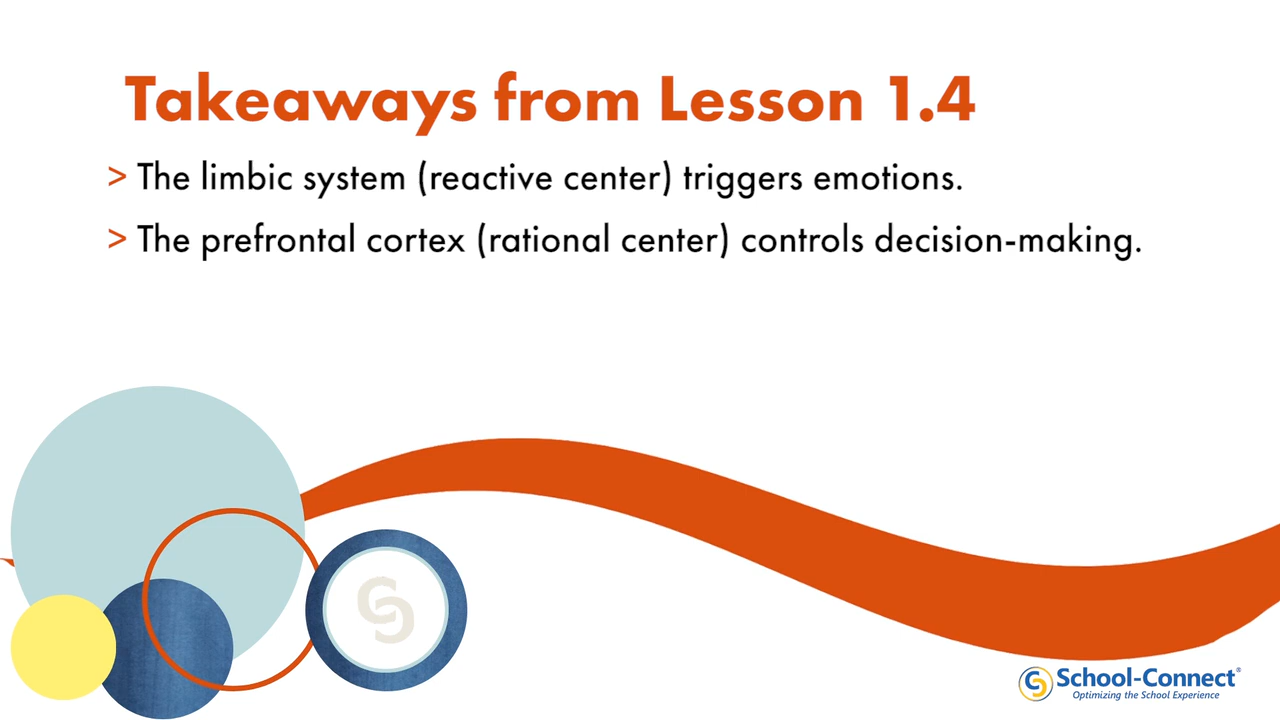 Takeaways from Lesson 1.4
> The limbic system (reactive center) triggers emotions.
> The prefrontal cortex (rational center) controls decision-making.
School-Connect®
Optimizing the School Experience